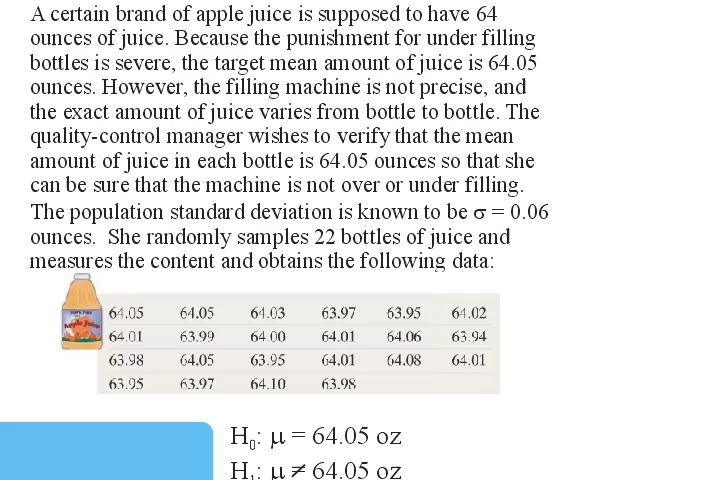 A certain brand of apple juice is supposed to have 64
ounces of juice. Because the punishment for under filling
bottles is severe, the target mean amount of juice is 64.05
ounces. However, the filling machine is not precise, and
the exact amount of juice varies from bottle to bottle. The
quality-control manager wishes to verify that the mean
amount of juice in each bottle is 64.05 ounces so that she
can be sure that the machine is not over or under filling.
The population standard deviation is known to be σ = 0.06
ounces. She randomly samples 22 bottles of juice and
measures the content and obtains the following data:
Apple Juice
64.05 64.05 64.03 63.97 63.95 64.02
64.01 63.99 64.00 64.01 64.06 63.94
63.98 64.05 63.95 64.01 64.08 64.01
63.95 63.97 64.10 63.98
H₀: μ = 64.05 oz
H₁: μ ≠ 64.05 oz